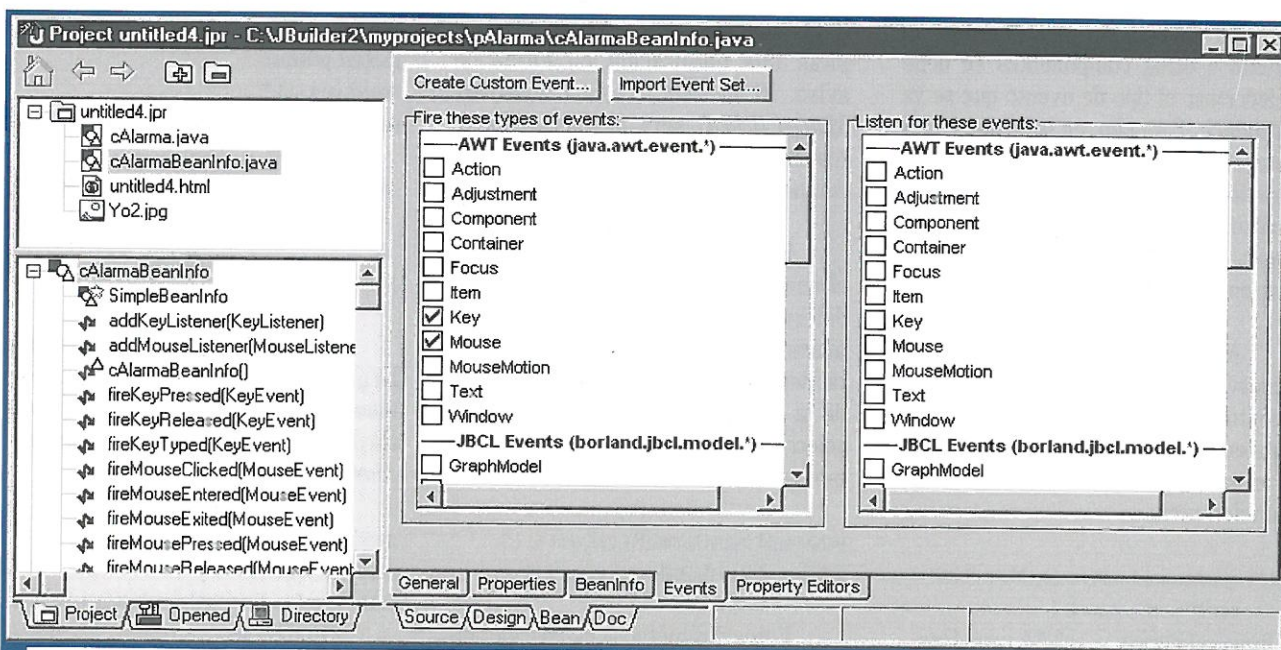 Project untitled4.jpr - C:\JBuilder2\myprojects\pAlarma\cAlarmaBeanInfo.java
untitled4.jpr
cAlarma.java
cAlarmaBeanInfo.java
untitled4.html
Yo2.jpg
cAlarmaBeanInfo
SimpleBeanInfo
addKeyListener(KeyListener)
addMouseListener(MouseListene
cAlarmaBeanInfo()
fireKeyPressed(KeyEvent)
fireKeyReleased(KeyEvent)
fireKeyTyped(KeyEvent)
fireMouseClicked(MouseEvent)
fireMouseEntered(MouseEvent)
fireMouseExited(MouseEvent)
fireMousePressed(MouseEvent)
fireMouseReleased(MouseEvent
Project Opened Directory
Create Custom Event... Import Event Set...
Fire these types of events:
AWT Events (java.awt.event.*)
Action
Adjustment
Component
Container
Focus
Item
Key
Mouse
MouseMotion
Text
Window
JBCL Events (borland.jbcl.model.*)
GraphModel
Listen for these events:
AWT Events (java.awt.event.*)
Action
Adjustment
Component
Container
Focus
Item
Key
Mouse
MouseMotion
Text
Window
JBCL Events (borland.jbcl.model.*)
GraphModel
General Properties BeanInfo Events Property Editors
Source Design Bean Doc